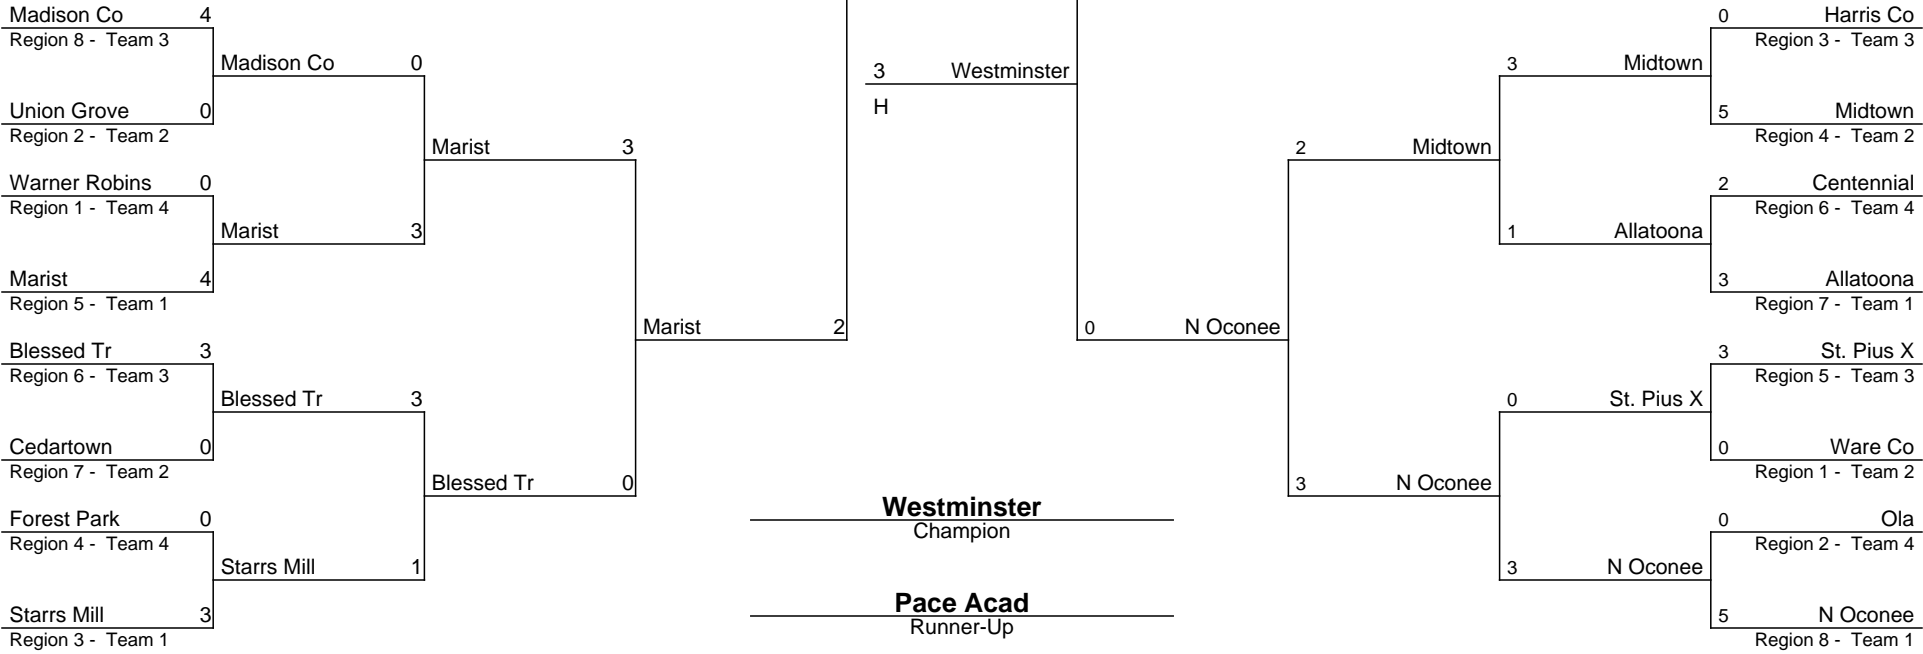 Madison Co 4
Region 8 - Team 3
Madison Co 0
Union Grove 0
Region 2 - Team 2
Marist 3
Warner Robins 0
Region 1 - Team 4
Marist 3
Marist 4
Region 5 - Team 1
Marist 2
Blessed Tr 3
Region 6 - Team 3
Blessed Tr 3
Cedartown 0
Region 7 - Team 2
Blessed Tr 0
Forest Park 0
Region 4 - Team 4
Starrs Mill 1
Starrs Mill 3
Region 3 - Team 1
3 Westminster
H
Westminster
Champion
Pace Acad
Runner-Up
0 Harris Co
Region 3 - Team 3
3 Midtown
5 Midtown
Region 4 - Team 2
2 Midtown
2 Centennial
Region 6 - Team 4
1 Allatoona
3 Allatoona
Region 7 - Team 1
0 N Oconee
3 St. Pius X
Region 5 - Team 3
0 St. Pius X
0 Ware Co
Region 1 - Team 2
3 N Oconee
0 Ola
Region 2 - Team 4
3 N Oconee
5 N Oconee
Region 8 - Team 1